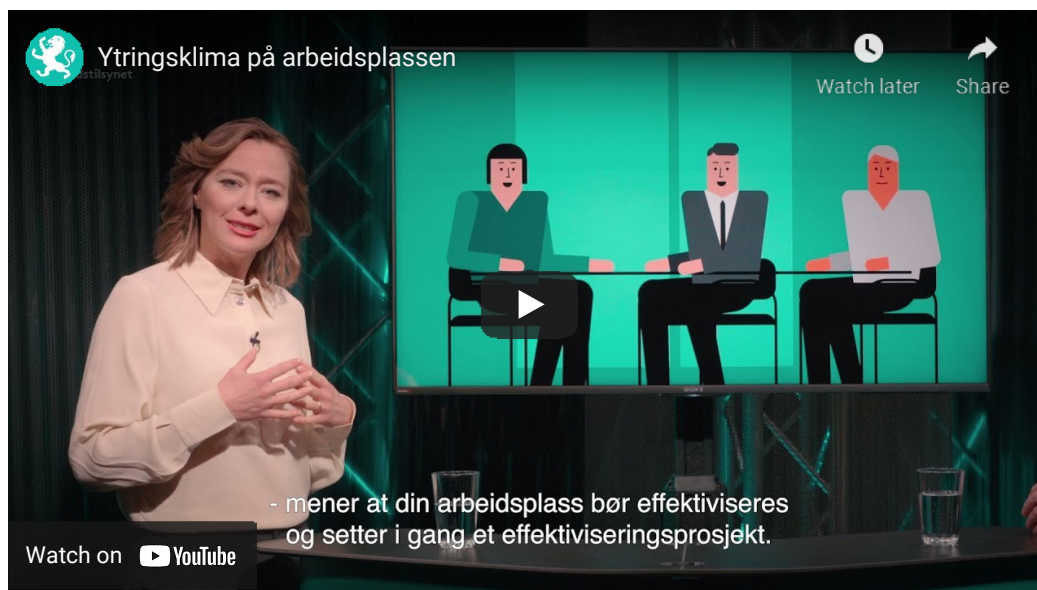 Ytringsklima på arbeidsplassen
Watch later
Share
SONY
- mener at din arbeidsplass bør effektiviseres
og setter i gang et effektiviseringsprosjekt.
Watch on YouTube